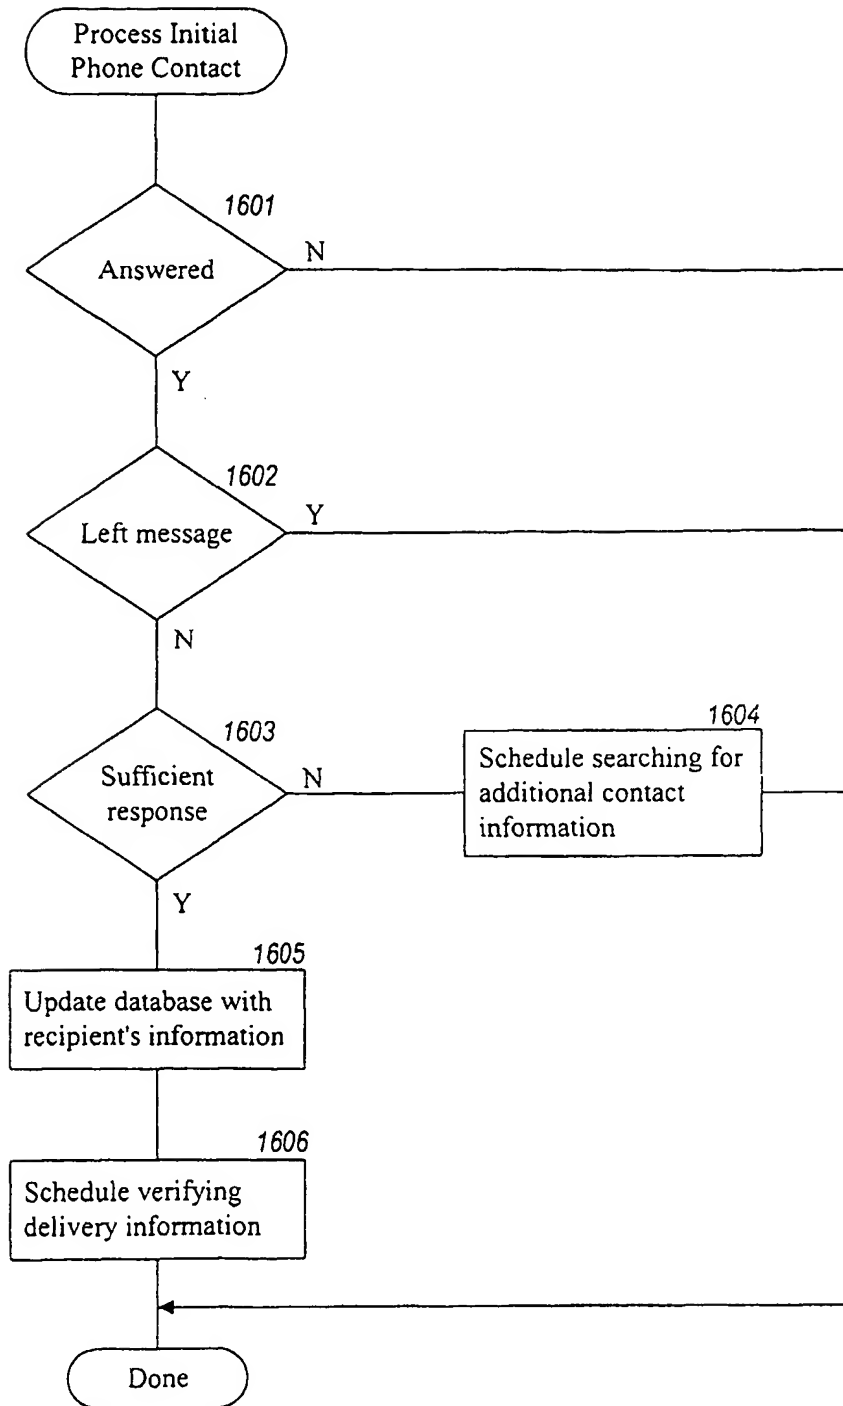 Process Initial
Phone Contact
1601
Answered
N
Y
1602
Left message
Y
N
1603
Sufficient
response
N
1604
Schedule searching for
additional contact
information
Y
1605
Update database with
recipient's information
1606
Schedule verifying
delivery information
Done